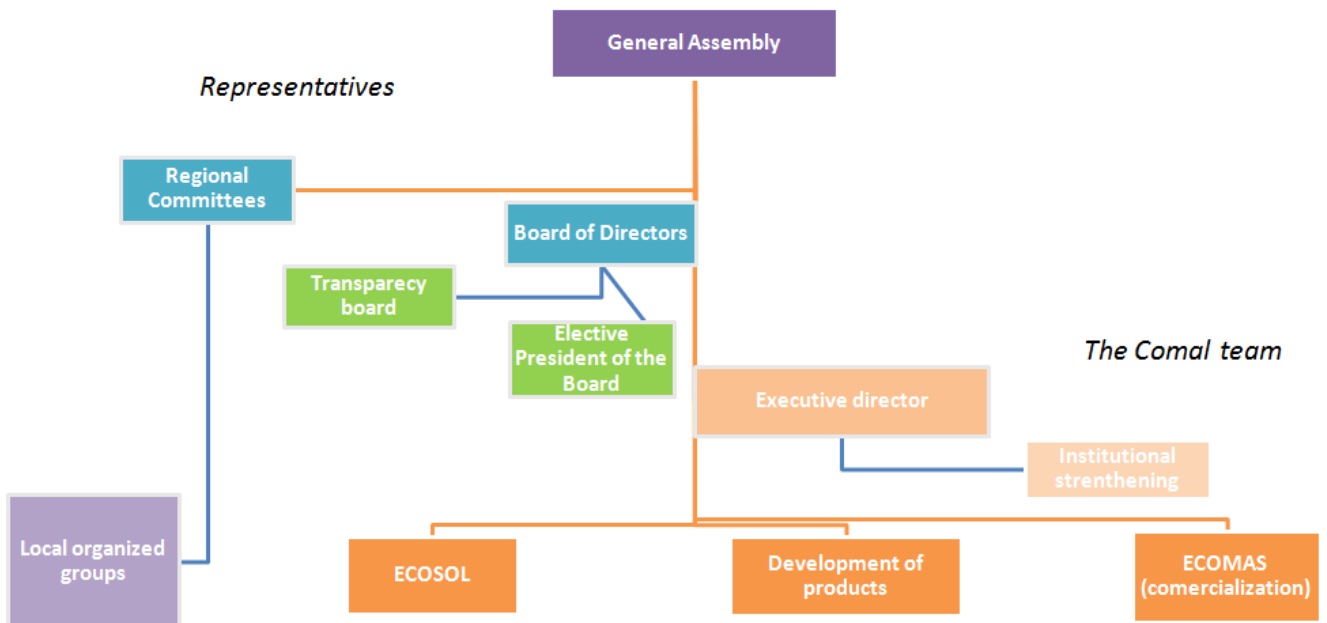 General Assembly
Representatives
Regional
Committees
Board of Directors
Transparecy
board
Elective
President of the
Board
The Comal team
Executive director
Institutional
strenthening
Local organized
groups
ECOSOL
Development of
products
ECOMAS
(comercialization)